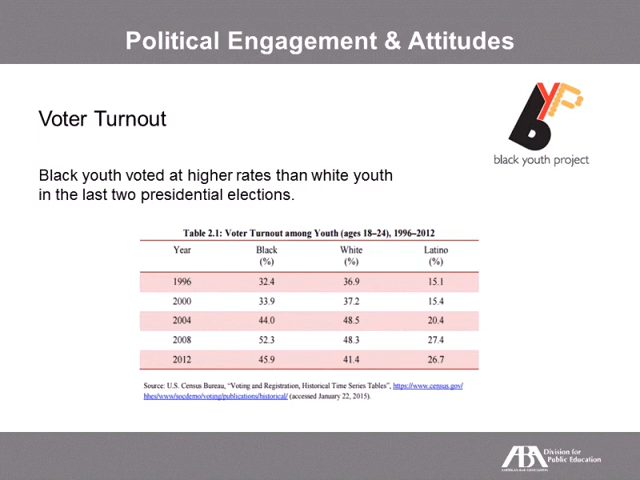 Political Engagement & Attitudes
Voter Turnout
byp
black youth project
Black youth voted at higher rates than white youth
in the last two presidential elections.
Table 2.1: Voter Turnout among Youth (ages 18–24), 1996–2012
Year Black White Latino
(%) (%) (%)
1996 32.4 36.9 15.1
2000 33.9 37.2 15.4
2004 44.0 48.5 20.4
2008 52.3 48.3 27.4
2012 45.9 41.4 26.7
Source: U.S. Census Bureau, "Voting and Registration, Historical Time Series Tables", https://www.census.gov/
hhes/www/socdemo/voting/publications/historical/ (accessed January 22, 2015).
ABA Division for
Public Education
AMERICAN BAR ASSOCIATION